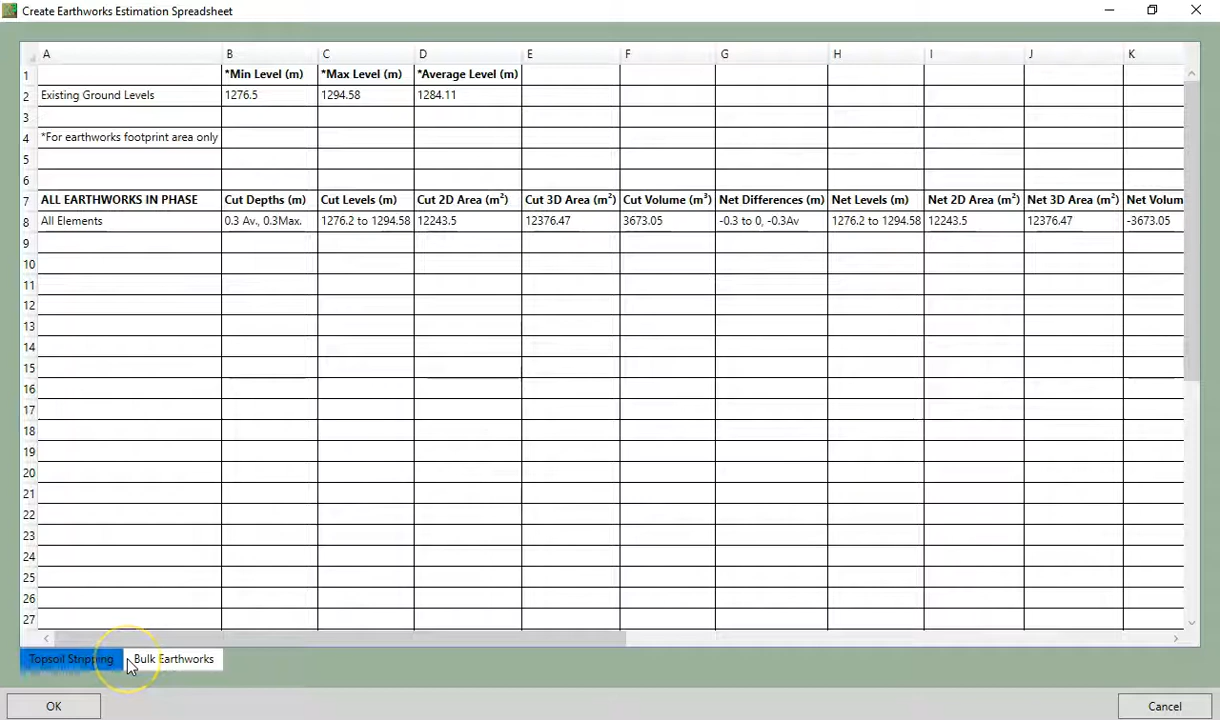 Create Earthworks Estimation Spreadsheet
A B C D E F G H I J K
1 *Min Level (m) *Max Level (m) *Average Level (m)
2 Existing Ground Levels 1276.5 1294.58 1284.11
3
4 *For earthworks footprint area only
5
6
7 ALL EARTHWORKS IN PHASE Cut Depths (m) Cut Levels (m) Cut 2D Area (m²) Cut 3D Area (m²) Cut Volume (m³) Net Differences (m) Net Levels (m) Net 2D Area (m²) Net 3D Area (m²) Net Volum
8 All Elements 0.3 Av., 0.3Max. 1276.2 to 1294.58 12243.5 12376.47 3673.05 -0.3 to 0, -0.3Av 1276.2 to 1294.58 12243.5 12376.47 -3673.05
9
10
11
12
13
14
15
16
17
18
19
20
21
22
23
24
25
26
27
Topsoil Stripping Bulk Earthworks
OK Cancel